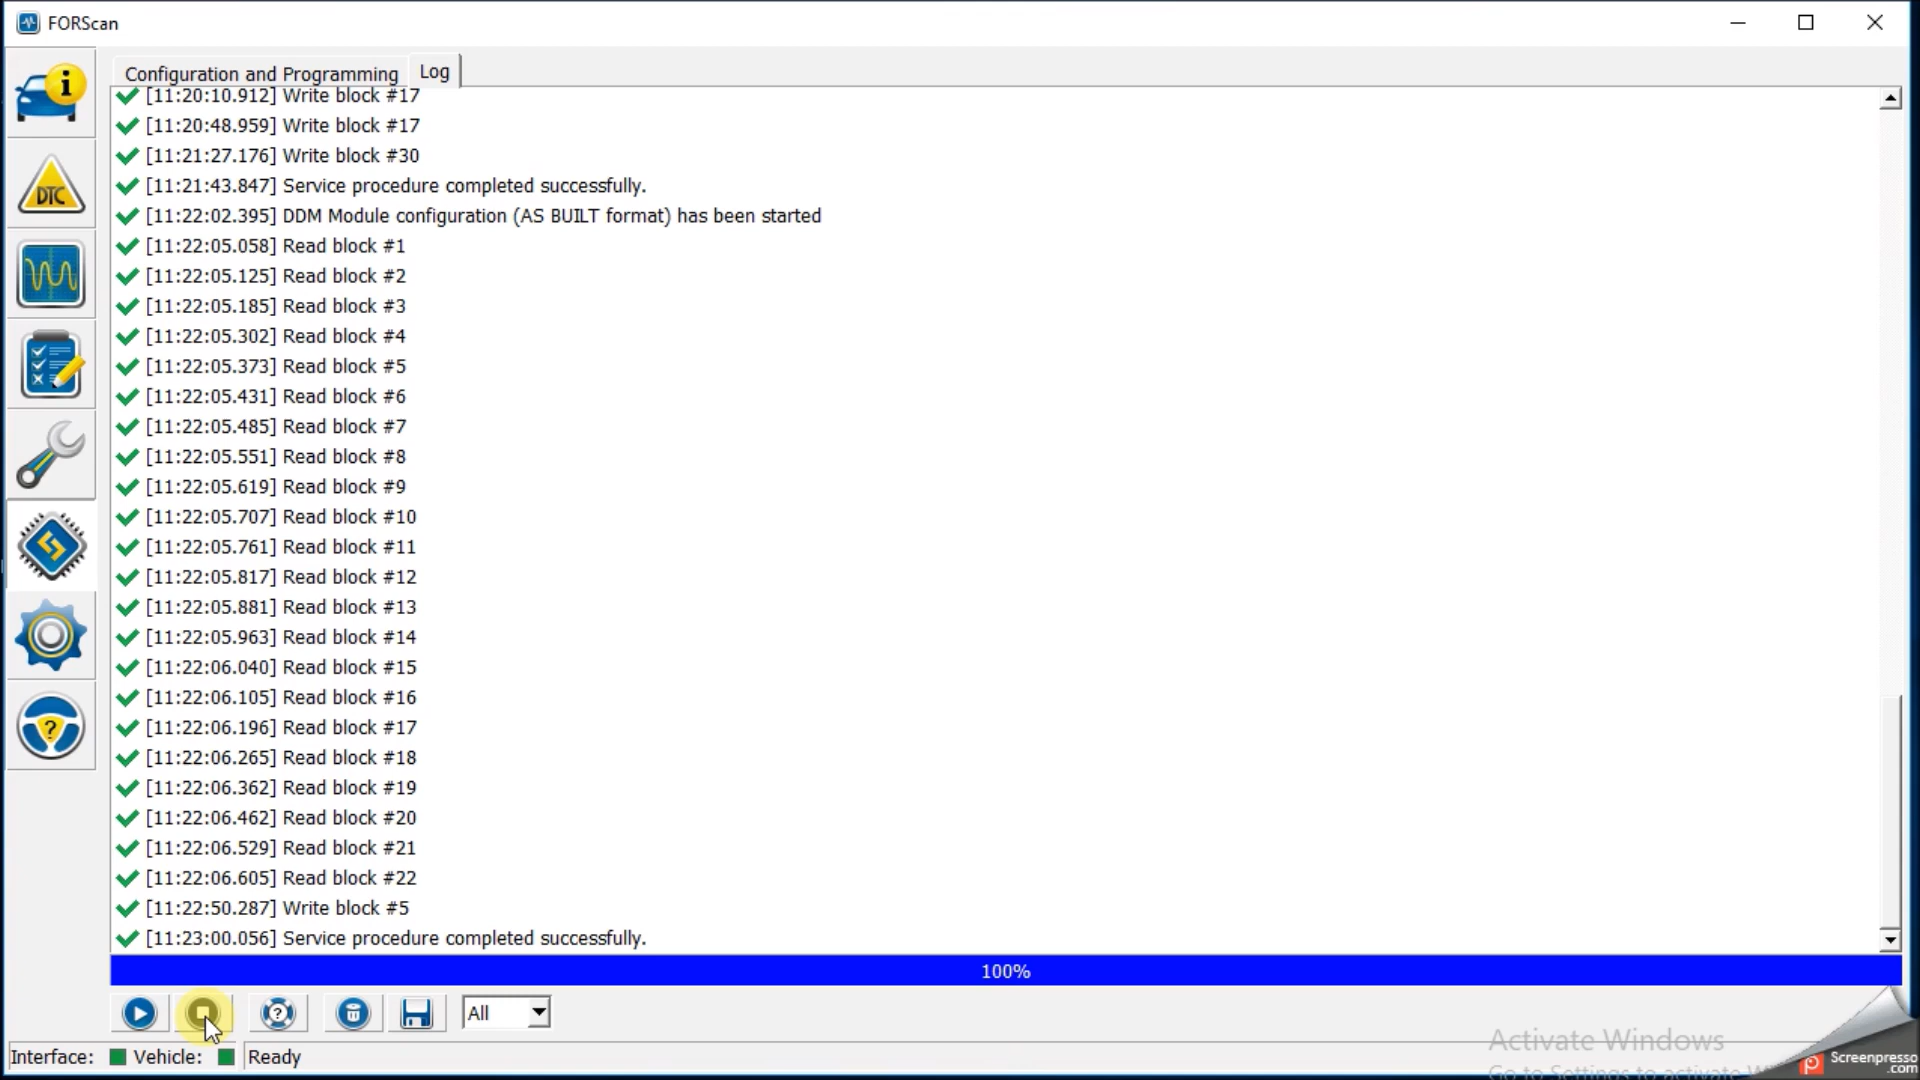 FORScan
Configuration and Programming
Log
[11:20:10.912] Write block #17
[11:20:48.959] Write block #17
[11:21:27.176] Write block #30
[11:21:43.847] Service procedure completed successfully.
[11:22:02.395] DDM Module configuration (AS BUILT format) has been started
[11:22:05.058] Read block #1
[11:22:05.125] Read block #2
[11:22:05.185] Read block #3
[11:22:05.302] Read block #4
[11:22:05.373] Read block #5
[11:22:05.431] Read block #6
[11:22:05.485] Read block #7
[11:22:05.551] Read block #8
[11:22:05.619] Read block #9
[11:22:05.707] Read block #10
[11:22:05.761] Read block #11
[11:22:05.817] Read block #12
[11:22:05.881] Read block #13
[11:22:05.963] Read block #14
[11:22:06.040] Read block #15
[11:22:06.105] Read block #16
[11:22:06.196] Read block #17
[11:22:06.265] Read block #18
[11:22:06.362] Read block #19
[11:22:06.462] Read block #20
[11:22:06.529] Read block #21
[11:22:06.605] Read block #22
[11:22:50.287] Write block #5
[11:23:00.056] Service procedure completed successfully.
DTC
100%
All
Interface: Vehicle: Ready
Activate Windows
Go to Settings to activate
Screenpresso
.com